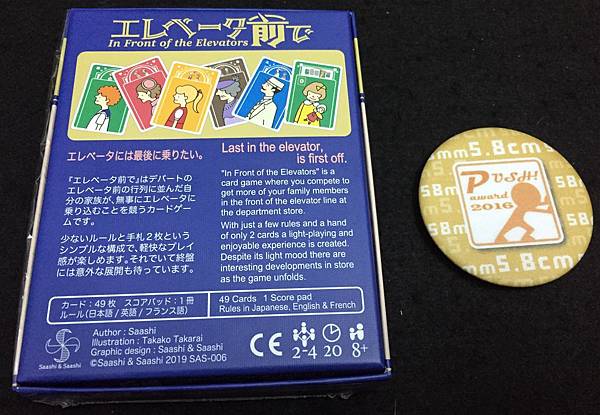 エレベータ前で
In Front of the Elevators
エレベータには最後に乗りたい。
『エレベータ前で』はデパートの
エレベータ前の行列に並んだ自
分の家族が、無事にエレベータに
乗り込むことを競うカードゲー
ムです。
少ないルールと手札2枚という
シンプルな構成で、軽快なプレイ
感が楽しめます。それでいて終盤
には意外な展開も待っています。
Last in the elevator,
is first off.
"In Front of the Elevators" is a
card game where you compete to
get more of your family members
in the front of the elevator line at
the department store.
With just a few rules and a hand
of only 2 cards a light-playing and
enjoyable experience is created.
Despite its light mood there are
interesting developments in store
as the game unfolds.
カード：49枚 スコアパッド：1冊
ルール(日本語 / 英語 / フランス語)
49 Cards 1 Score pad
Rules in Japanese, English & French
Saashi & Saashi
Author : Saashi
Illustration : Takako Takarai
Graphic design : Saashi & Saashi
©Saashi & Saashi 2019 SAS-006
CE
2-4 20 8+
mm5.8cm
PUSH!
award
2016
58mm
mm5.8cm